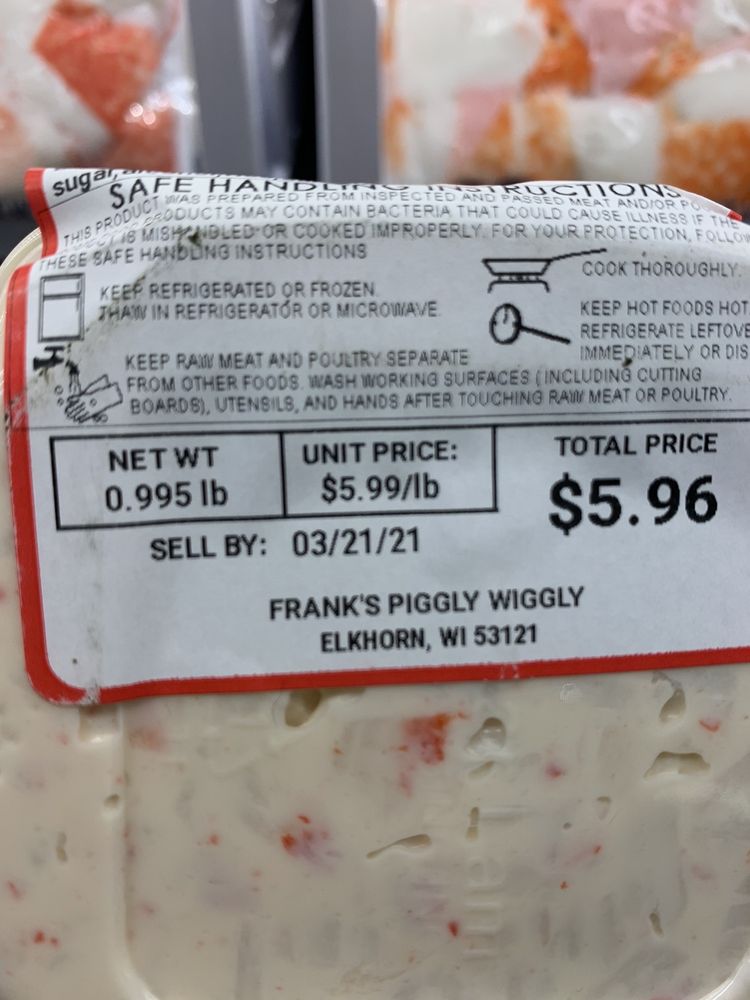 sugar,
SAFE HANDLING INSTRUCTIONS
THIS PRODUCT WAS PREPARED FROM INSPECTED AND PASSED MEAT AND/OR PO
PRODUCTS MAY CONTAIN BACTERIA THAT COULD CAUSE ILLNESS IF THE
IS MISHANDLED OR COOKED IMPROPERLY. FOR YOUR PROTECTION, FOLLOW
THESE SAFE HANDLING INSTRUCTIONS
KEEP REFRIGERATED OR FROZEN.
THAW IN REFRIGERATOR OR MICROWAVE.
COOK THOROUGHLY.
KEEP HOT FOODS HOT.
REFRIGERATE LEFTOVE
IMMEDIATELY OR DIS
KEEP RAW MEAT AND POULTRY SEPARATE
FROM OTHER FOODS. WASH WORKING SURFACES (INCLUDING CUTTING
BOARDS), UTENSILS, AND HANDS AFTER TOUCHING RAW MEAT OR POULTRY.
NET WT
0.995 lb
UNIT PRICE:
$5.99/lb
TOTAL PRICE
$5.96
SELL BY: 03/21/21
FRANK'S PIGGLY WIGGLY
ELKHORN, WI 53121